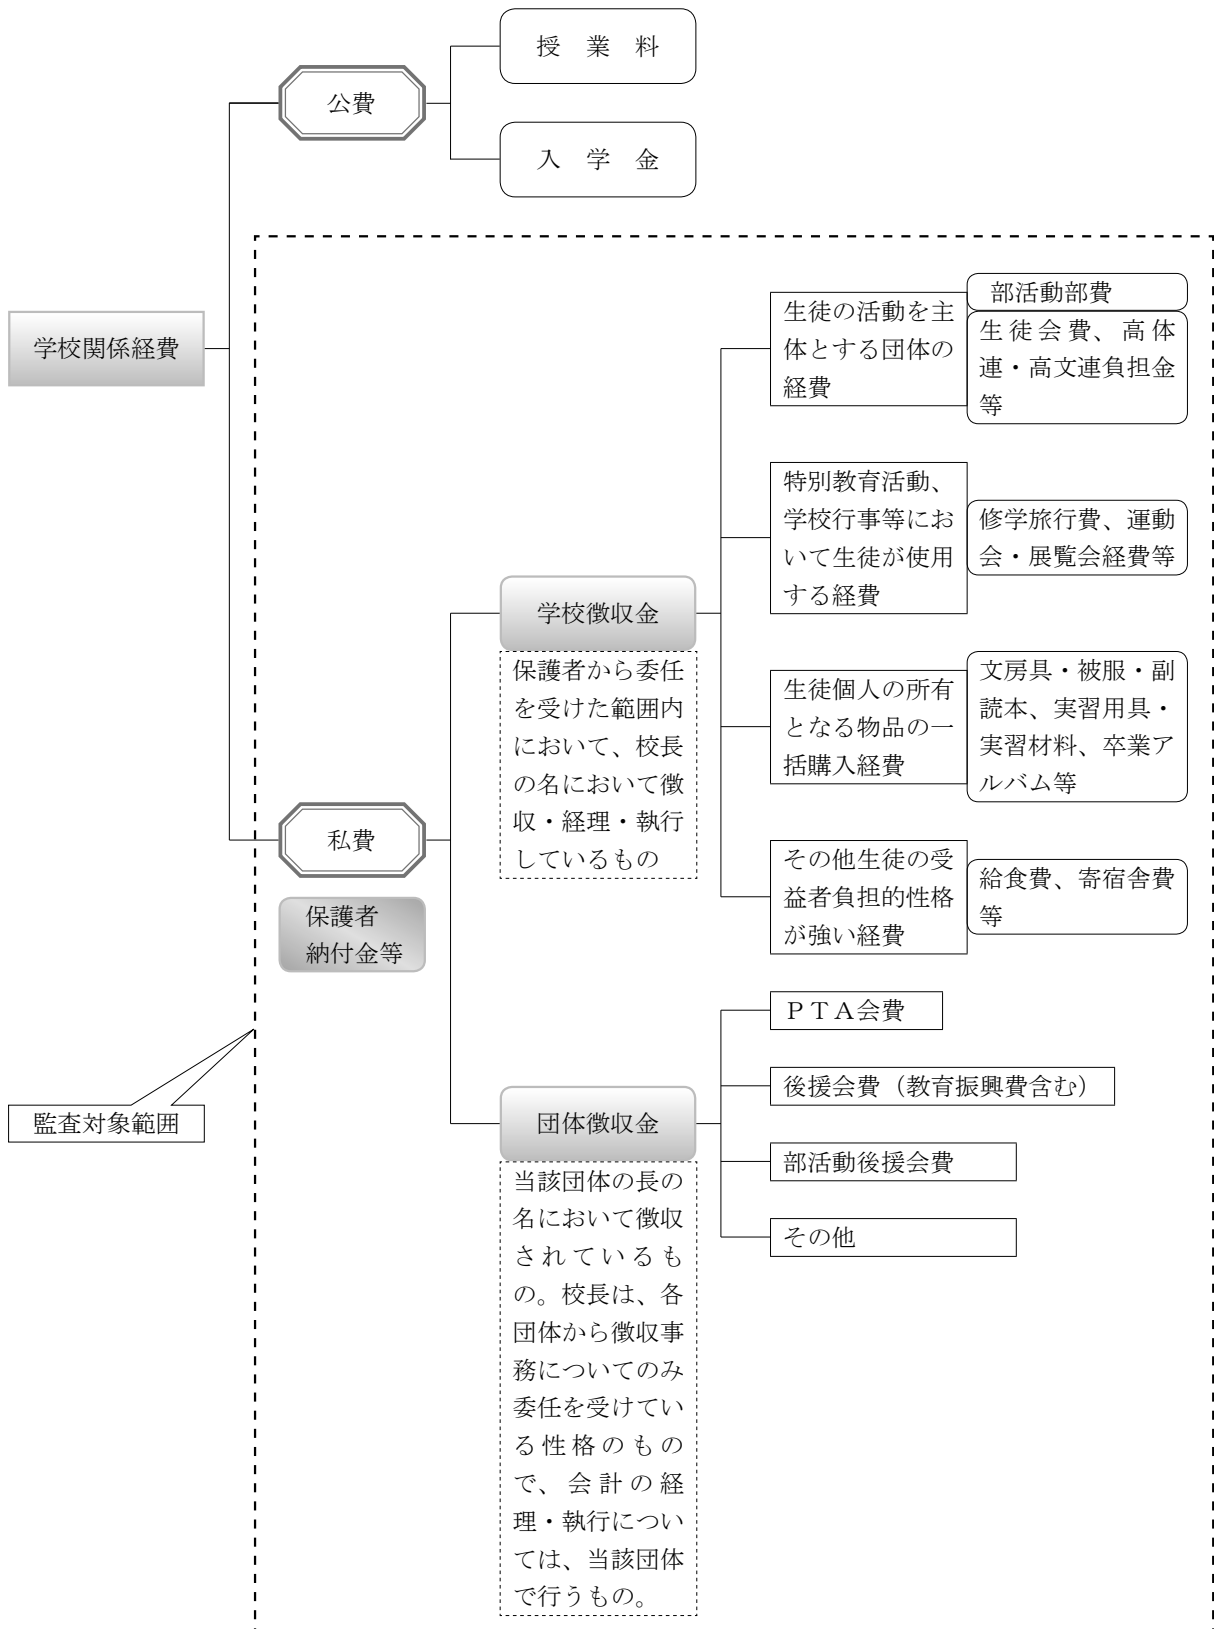 授　業　料
公費
入　学　金
学校関係経費
部活動部費
生徒の活動を主
体とする団体の
経費
生徒会費、高体
連・高文連負担金
等
特別教育活動、
学校行事等にお
いて生徒が使用
する経費
修学旅行費、運動
会・展覧会経費等
学校徴収金
保護者から委任
を受けた範囲内
において、校長
の名において徴
収・経理・執行
しているもの
生徒個人の所有
となる物品の一
括購入経費
文房具・被服・副
読本、実習用具・
実習材料、卒業ア
ルバム等
私費
保護者
納付金等
その他生徒の受
益者負担的性格
が強い経費
給食費、寄宿舎費
等
ＰＴＡ会費
後援会費（教育振興費含む）
監査対象範囲
団体徴収金
部活動後援会費
その他
当該団体の長の
名において徴収
されているも
の。校長は、各
団体から徴収事
務についてのみ
委任を受けてい
る性格のもの
で、会計の経
理・執行につい
ては、当該団体
で行うもの。